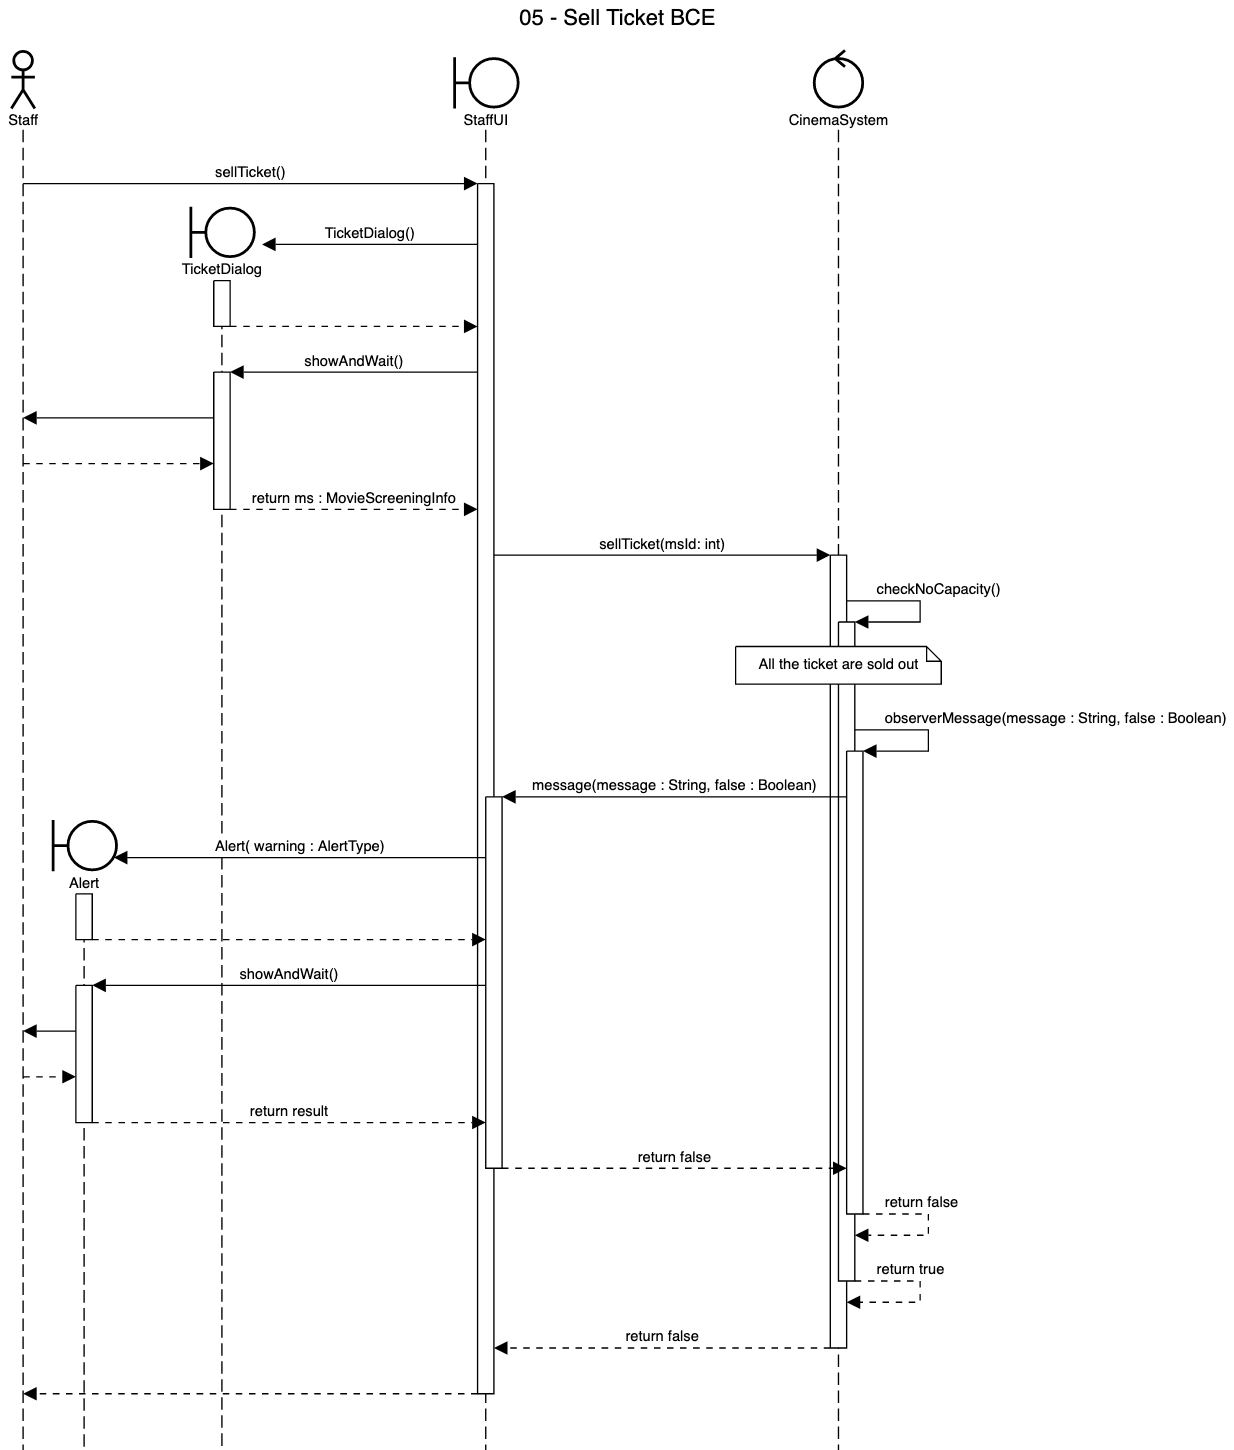 05 - Sell Ticket BCE
Staff
StaffUI
CinemaSystem
sellTicket()
TicketDialog()
TicketDialog
showAndWait()
return ms : MovieScreeningInfo
sellTicket(msId: int)
checkNoCapacity()
All the ticket are sold out
observerMessage(message : String, false : Boolean)
message(message : String, false : Boolean)
Alert( warning : AlertType)
Alert
showAndWait()
return result
return false
return false
return true
return false